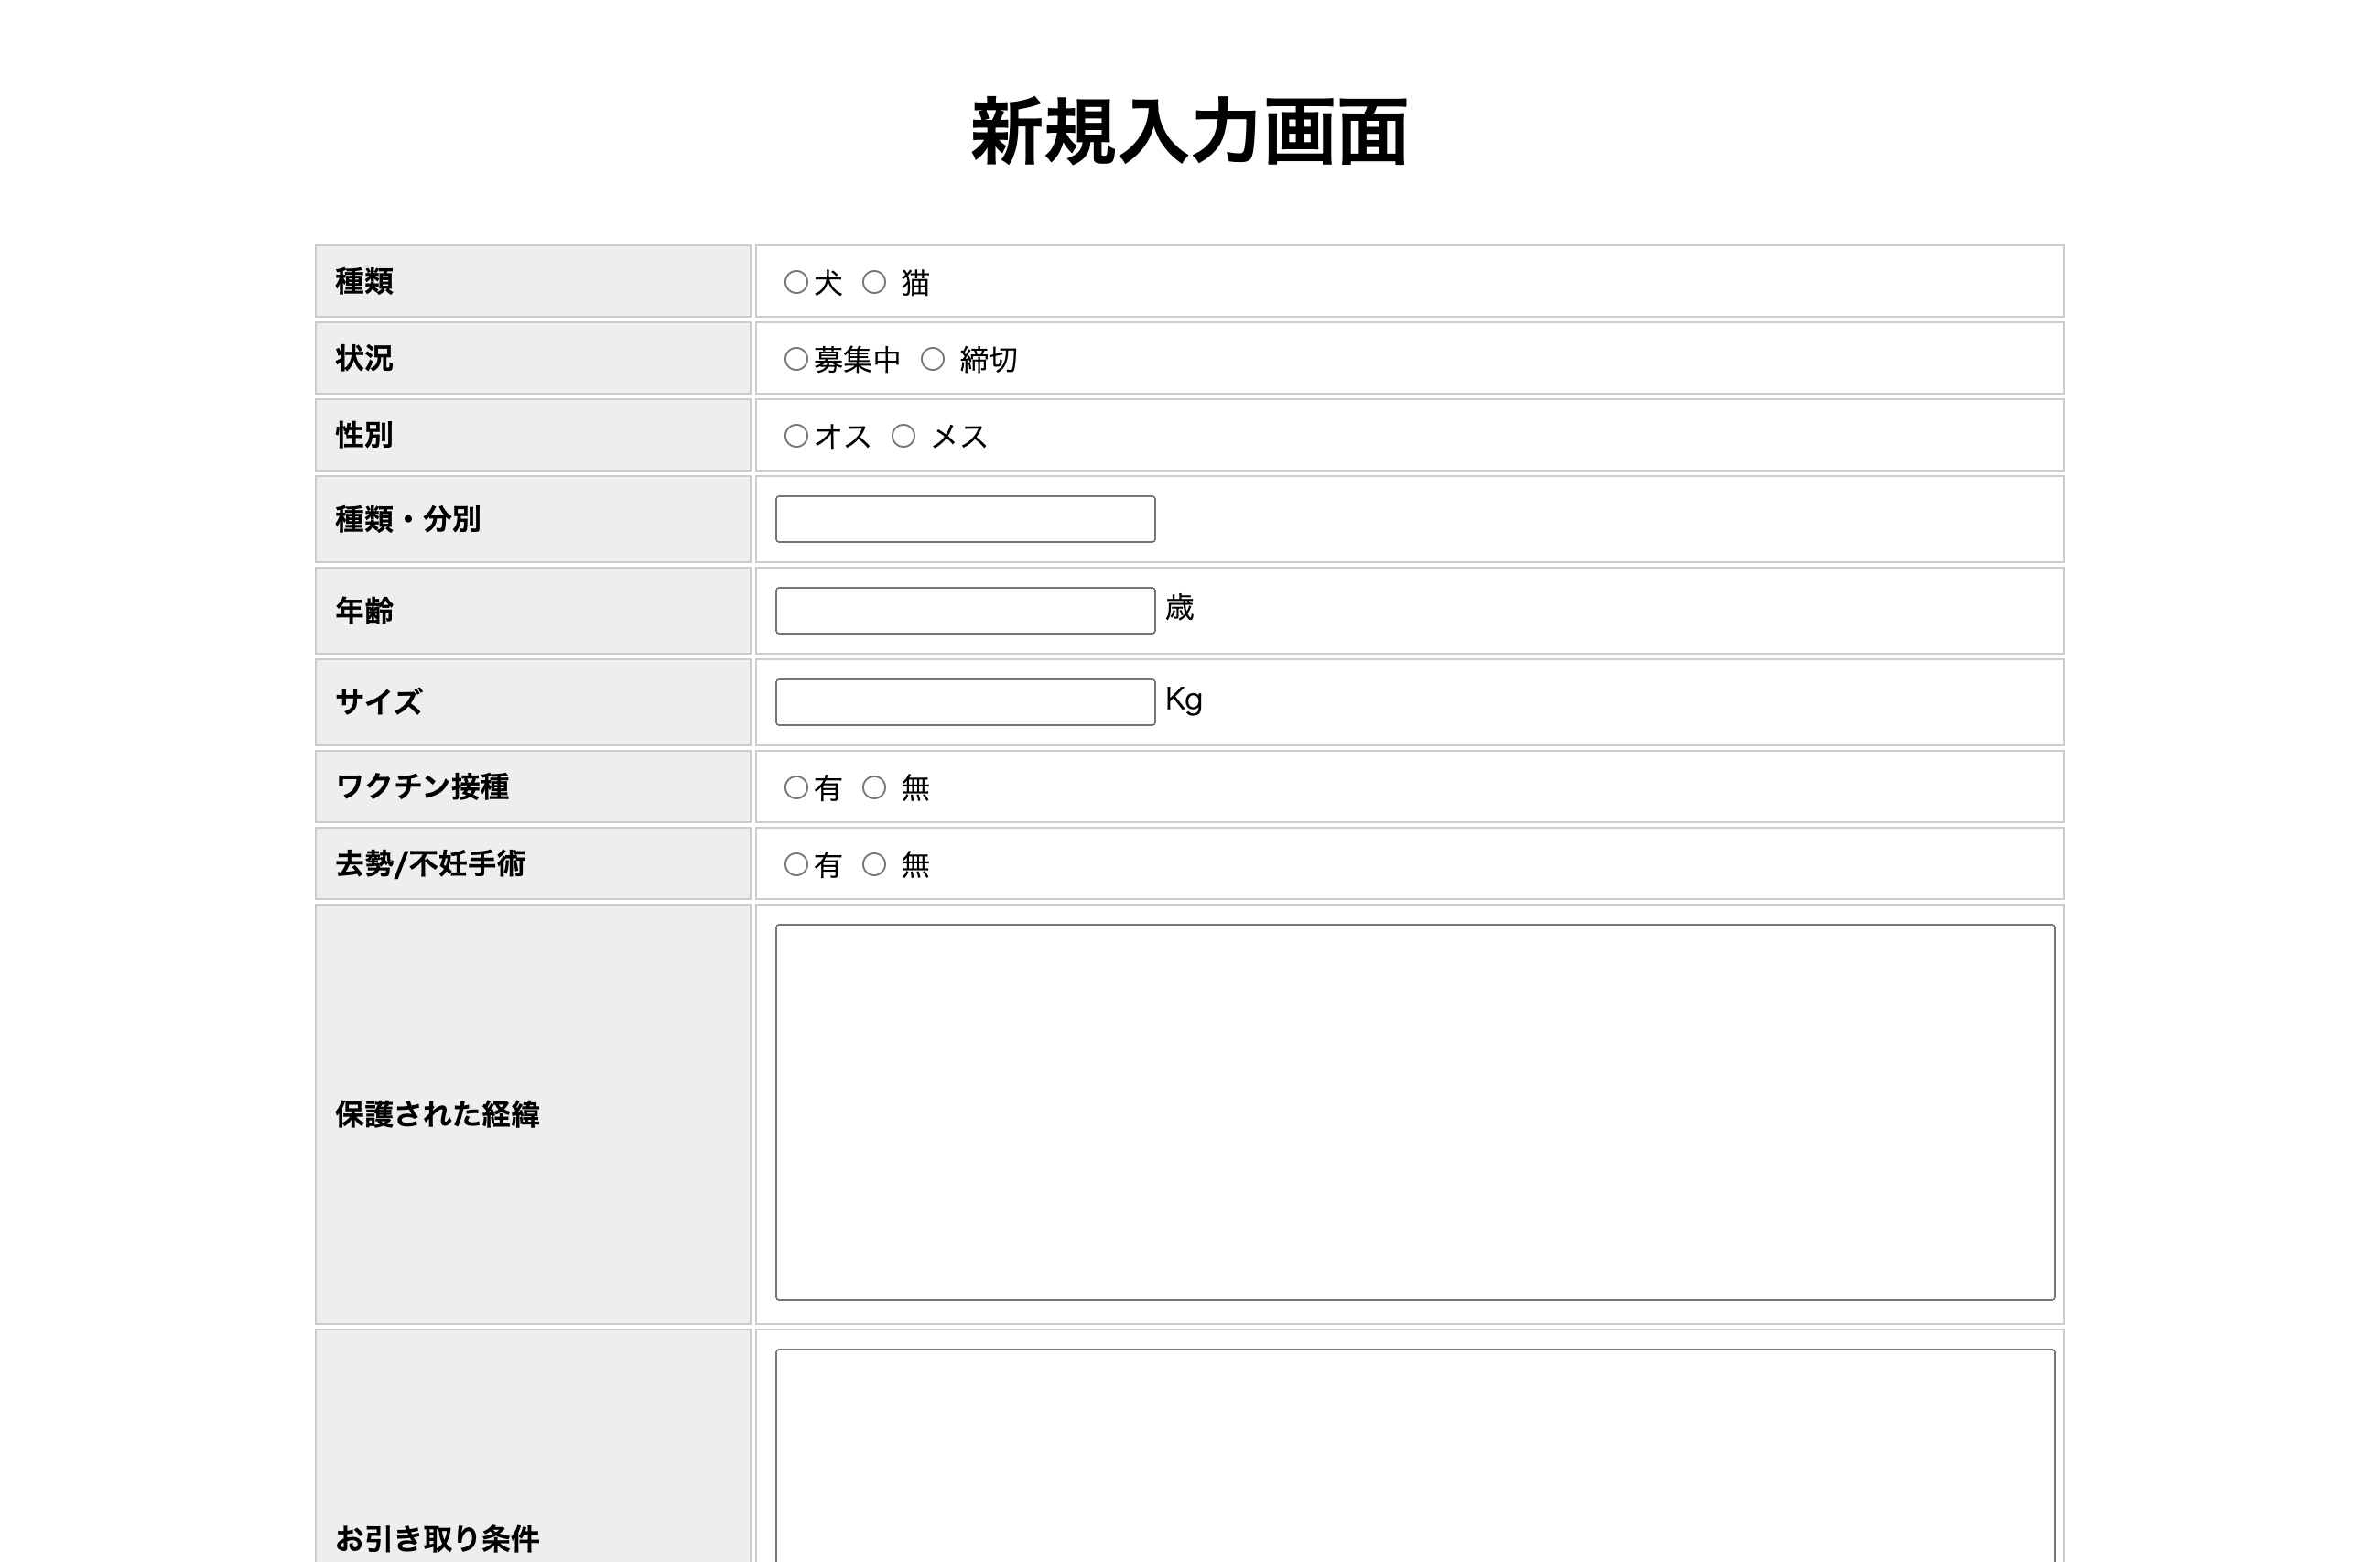 新規入力画面
種類 犬 猫
状況 募集中 締切
性別 オス メス
種類・分別
年齢 歳
サイズ Kg
ワクチン接種 有 無
去勢/不妊手術 有 無
保護された経緯
お引き取り条件